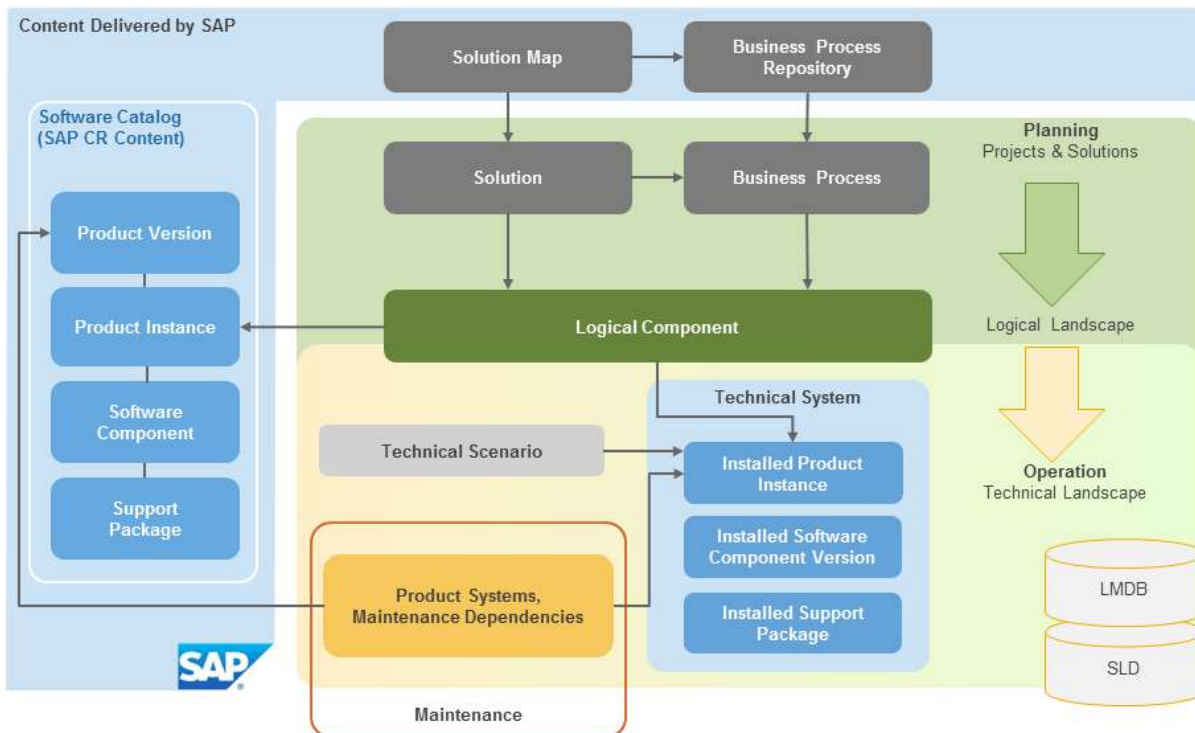 Content Delivered by SAP
Solution Map
Business Process
Repository
Software Catalog
(SAP CR Content)
Planning
Projects & Solutions
Solution
Business Process
Product Version
Product Instance
Logical Component
Logical Landscape
Software
Component
Technical System
Technical Scenario
Installed Product
Instance
Operation
Technical Landscape
Support
Package
Installed Software
Component Version
Product Systems,
Maintenance Dependencies
LMDB
Installed Support
Package
SAP
SLD
Maintenance